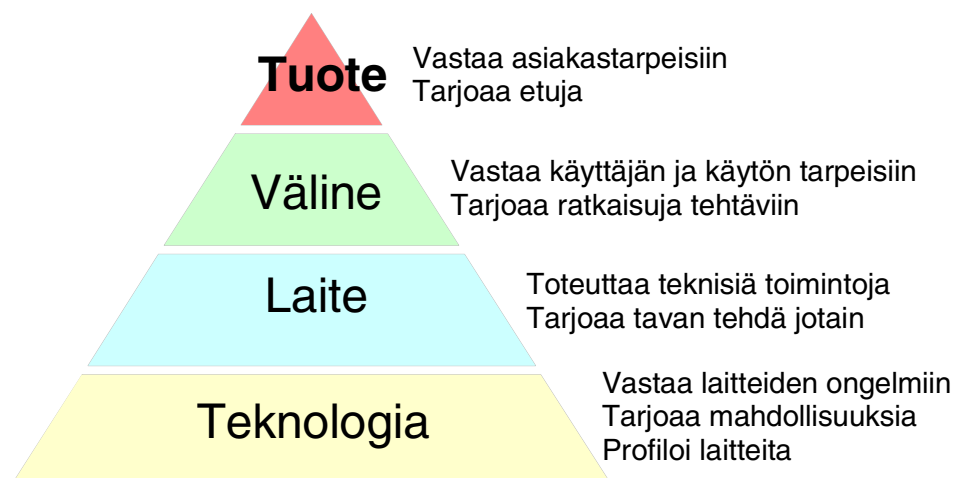 Tuote
Vastaa asiakastarpeisiin
Tarjoaa etuja
Väline
Vastaa käyttäjän ja käytön tarpeisiin
Tarjoaa ratkaisuja tehtäviin
Laite
Toteuttaa teknisiä toimintoja
Tarjoaa tavan tehdä jotain
Teknologia
Vastaa laitteiden ongelmiin
Tarjoaa mahdollisuuksia
Profiloi laitteita